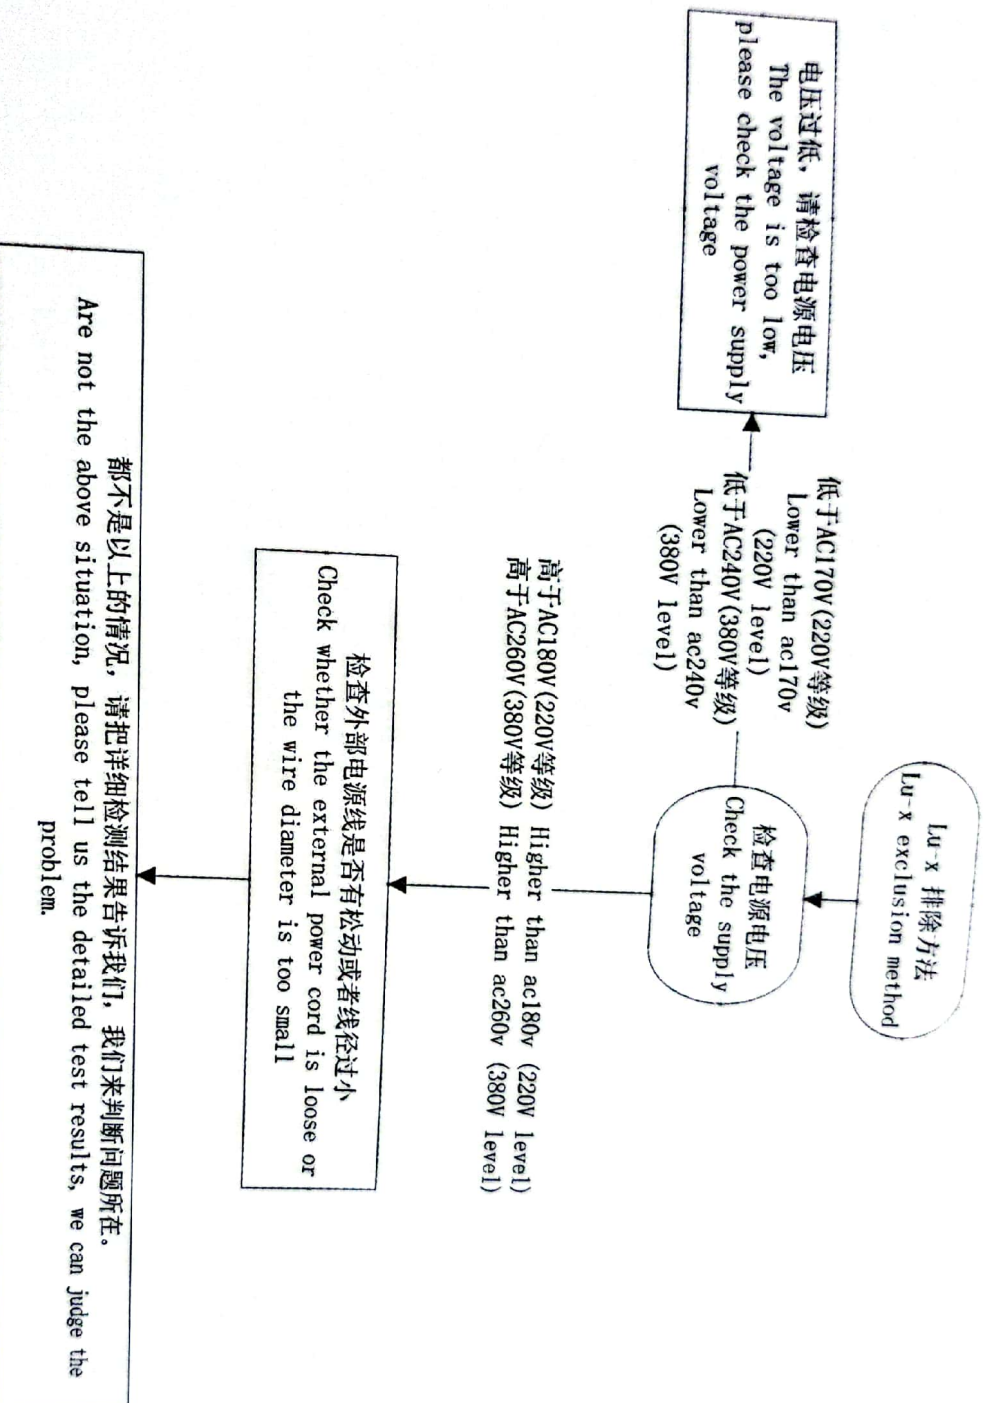 Lu-x 排除方法
Lu-x exclusion method
检查电源电压
Check the supply
voltage
低于AC170V(220V等级)
Lower than ac170v
(220V level)
低于AC240V(380V等级)
Lower than ac240v
(380V level)
电压过低，请检查电源电压
The voltage is too low,
please check the power supply
voltage
高于AC180V(220V等级) Higher than ac180v (220V level)
高于AC260V(380V等级) Higher than ac260v (380V level)
检查外部电源线是否有松动或者线径过小
Check whether the external power cord is loose or
the wire diameter is too small
都不是以上的情况，请把详细检测结果告诉我们，我们来判断问题所在。
Are not the above situation, please tell us the detailed test results, we can judge the
problem.